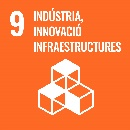 9 INDÚSTRIA,
INNOVACIÓ
INFRAESTRUCTURES